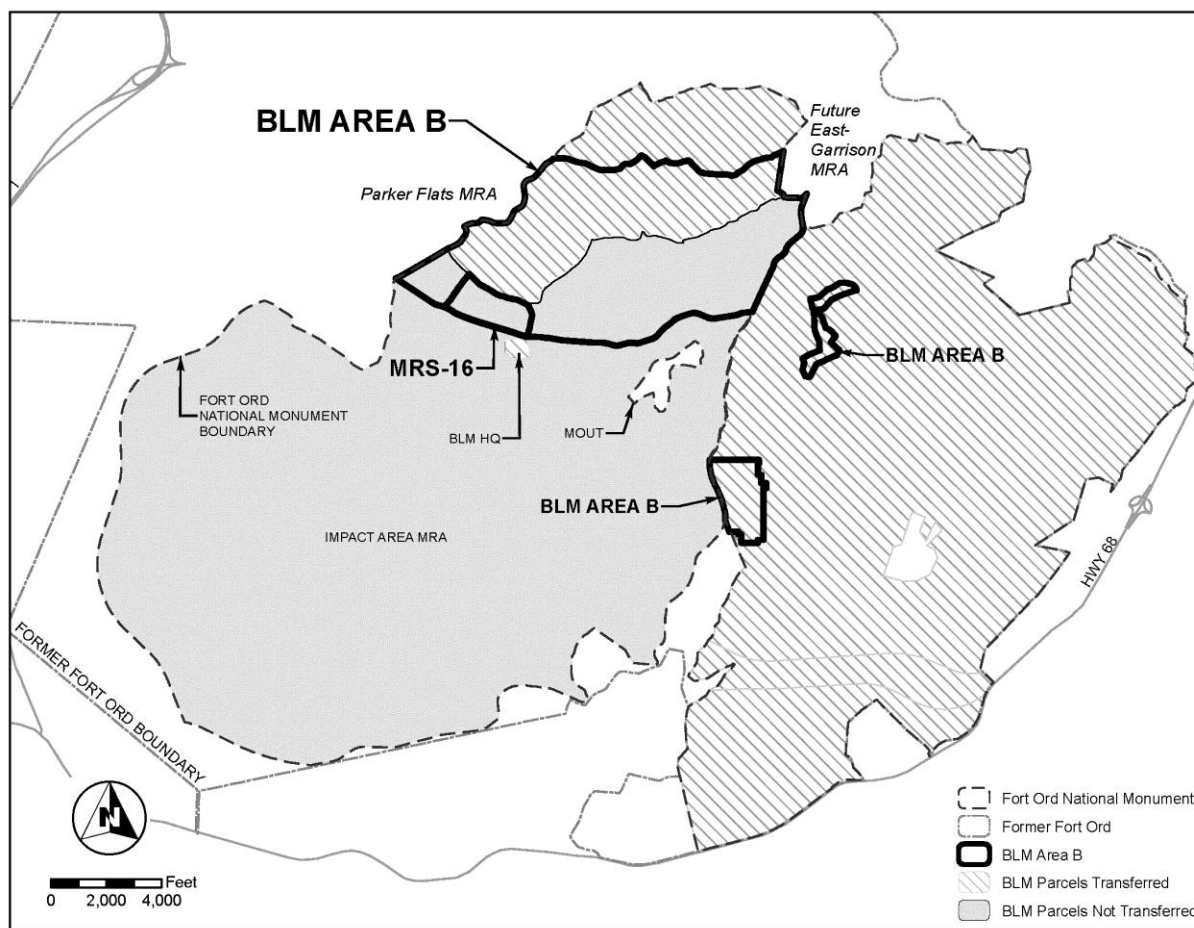 BLM AREA B
Future
East-
Garrison
MRA
Parker Flats MRA
BLM AREA B
MRS-16
FORT ORD
NATIONAL MONUMENT
BOUNDARY
BLM HQ
MOUT
BLM AREA B
IMPACT AREA MRA
HWY 68
FORMER FORT ORD BOUNDARY
N
Feet
0 2,000 4,000
Fort Ord National Monument
Former Fort Ord
BLM Area B
BLM Parcels Transferred
BLM Parcels Not Transferred